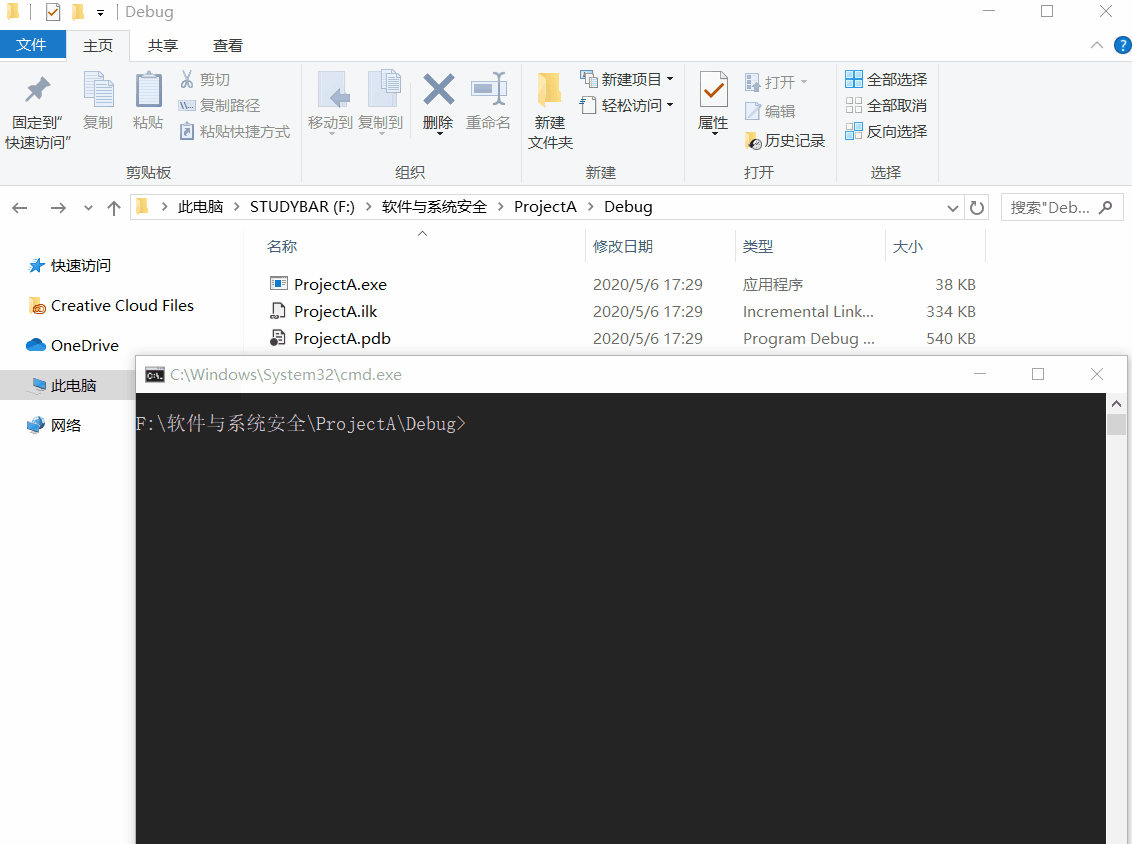 Debug
文件 主页 共享 查看
固定到"快速访问" 复制 粘贴 剪切 复制路径 粘贴快捷方式
移动到 复制到 删除 重命名
新建文件夹 新建项目 轻松访问
属性 打开 编辑 历史记录
全部选择 全部取消 反向选择
剪贴板 组织 新建 打开 选择
此电脑 STUDYBAR (F:) 软件与系统安全 ProjectA Debug 搜索"Deb...
名称 修改日期 类型 大小
快速访问
ProjectA.exe 2020/5/6 17:29 应用程序 38 KB
Creative Cloud Files
ProjectA.ilk 2020/5/6 17:29 Incremental Link... 334 KB
OneDrive
ProjectA.pdb 2020/5/6 17:29 Program Debug ... 540 KB
此电脑
网络
C:\Windows\System32\cmd.exe
F:\软件与系统安全\ProjectA\Debug>